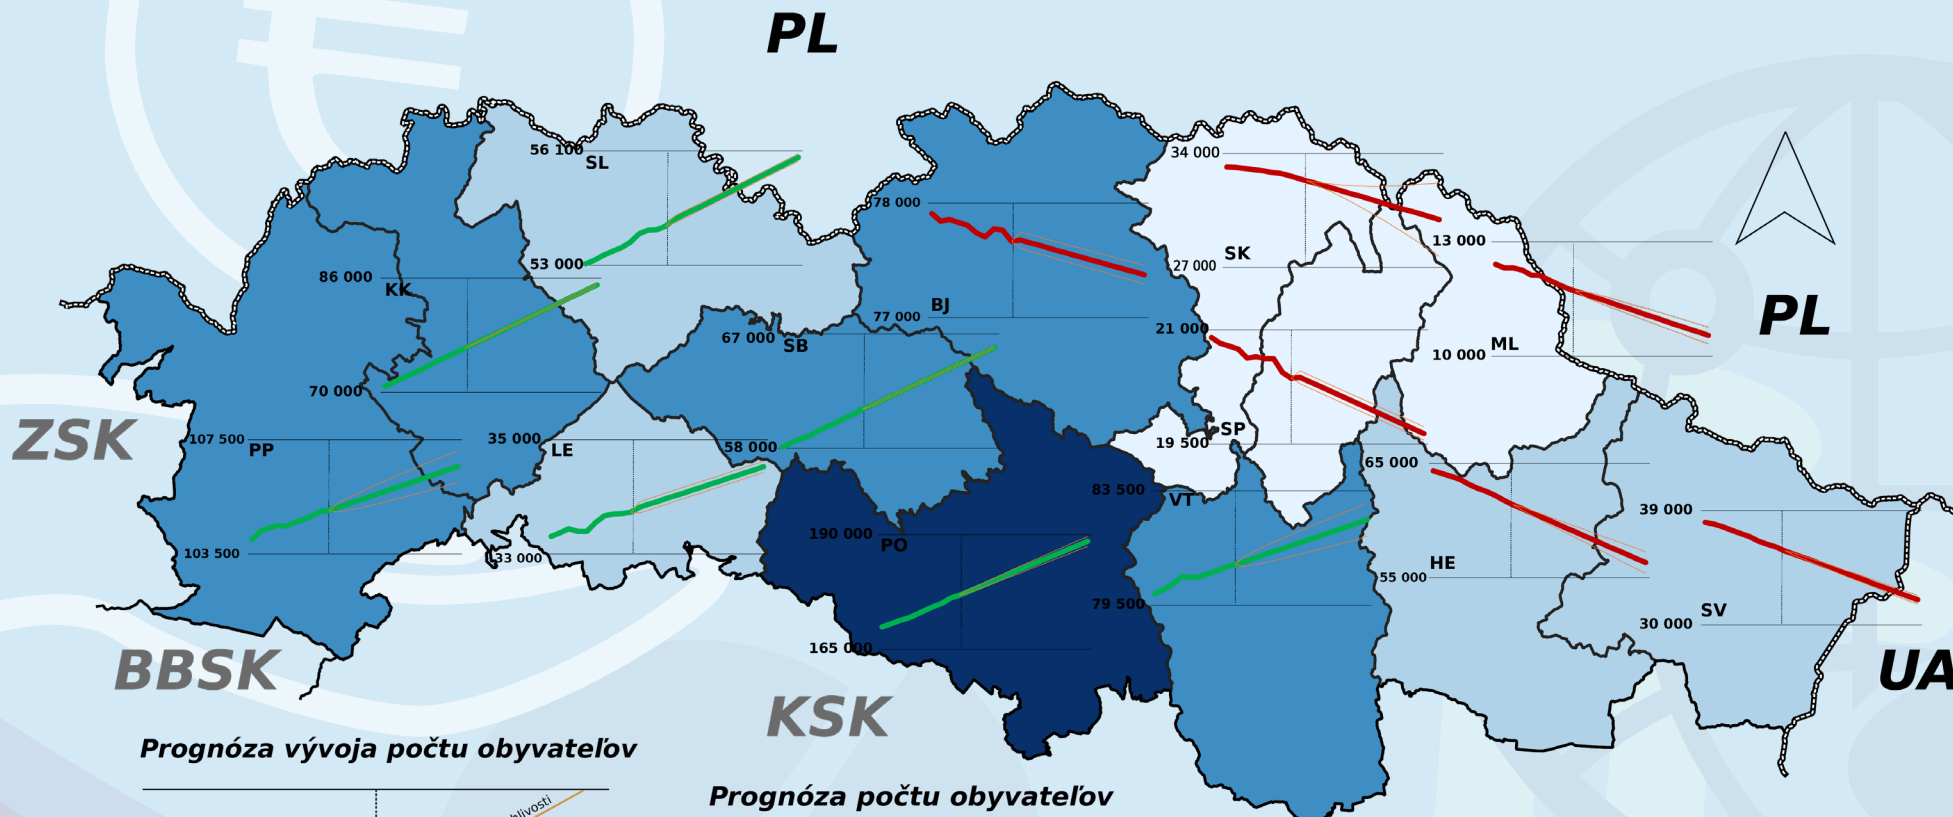 PL
56 100
SL
34 000
78 000
SK
13 000
53 000
27 000
86 000
KK
BJ
PL
77 000
21 000
67 000
SB
ML
10 000
70 000
ZSK
107 500
PP
35 000
LE
58 000
SP
19 500
65 000
83 500
VT
39 000
190 000
PO
103 500
133 000
HE
55 000
79 500
SV
30 000
165 000
BBSK
UA
KSK
Prognóza vývoja počtu obyvateľov
Prognóza počtu obyvateľov